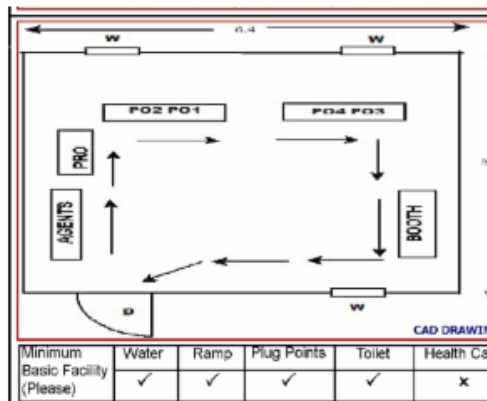 6.4
W W
PO2 PO1 PO4 PO3
PRO
AGENTS
BOOTH
D
W
CAD DRAWIN
Minimum Basic Facility (Please) Water Ramp Plug Points Toilet Health Ca
✓ ✓ ✓ ✓ x